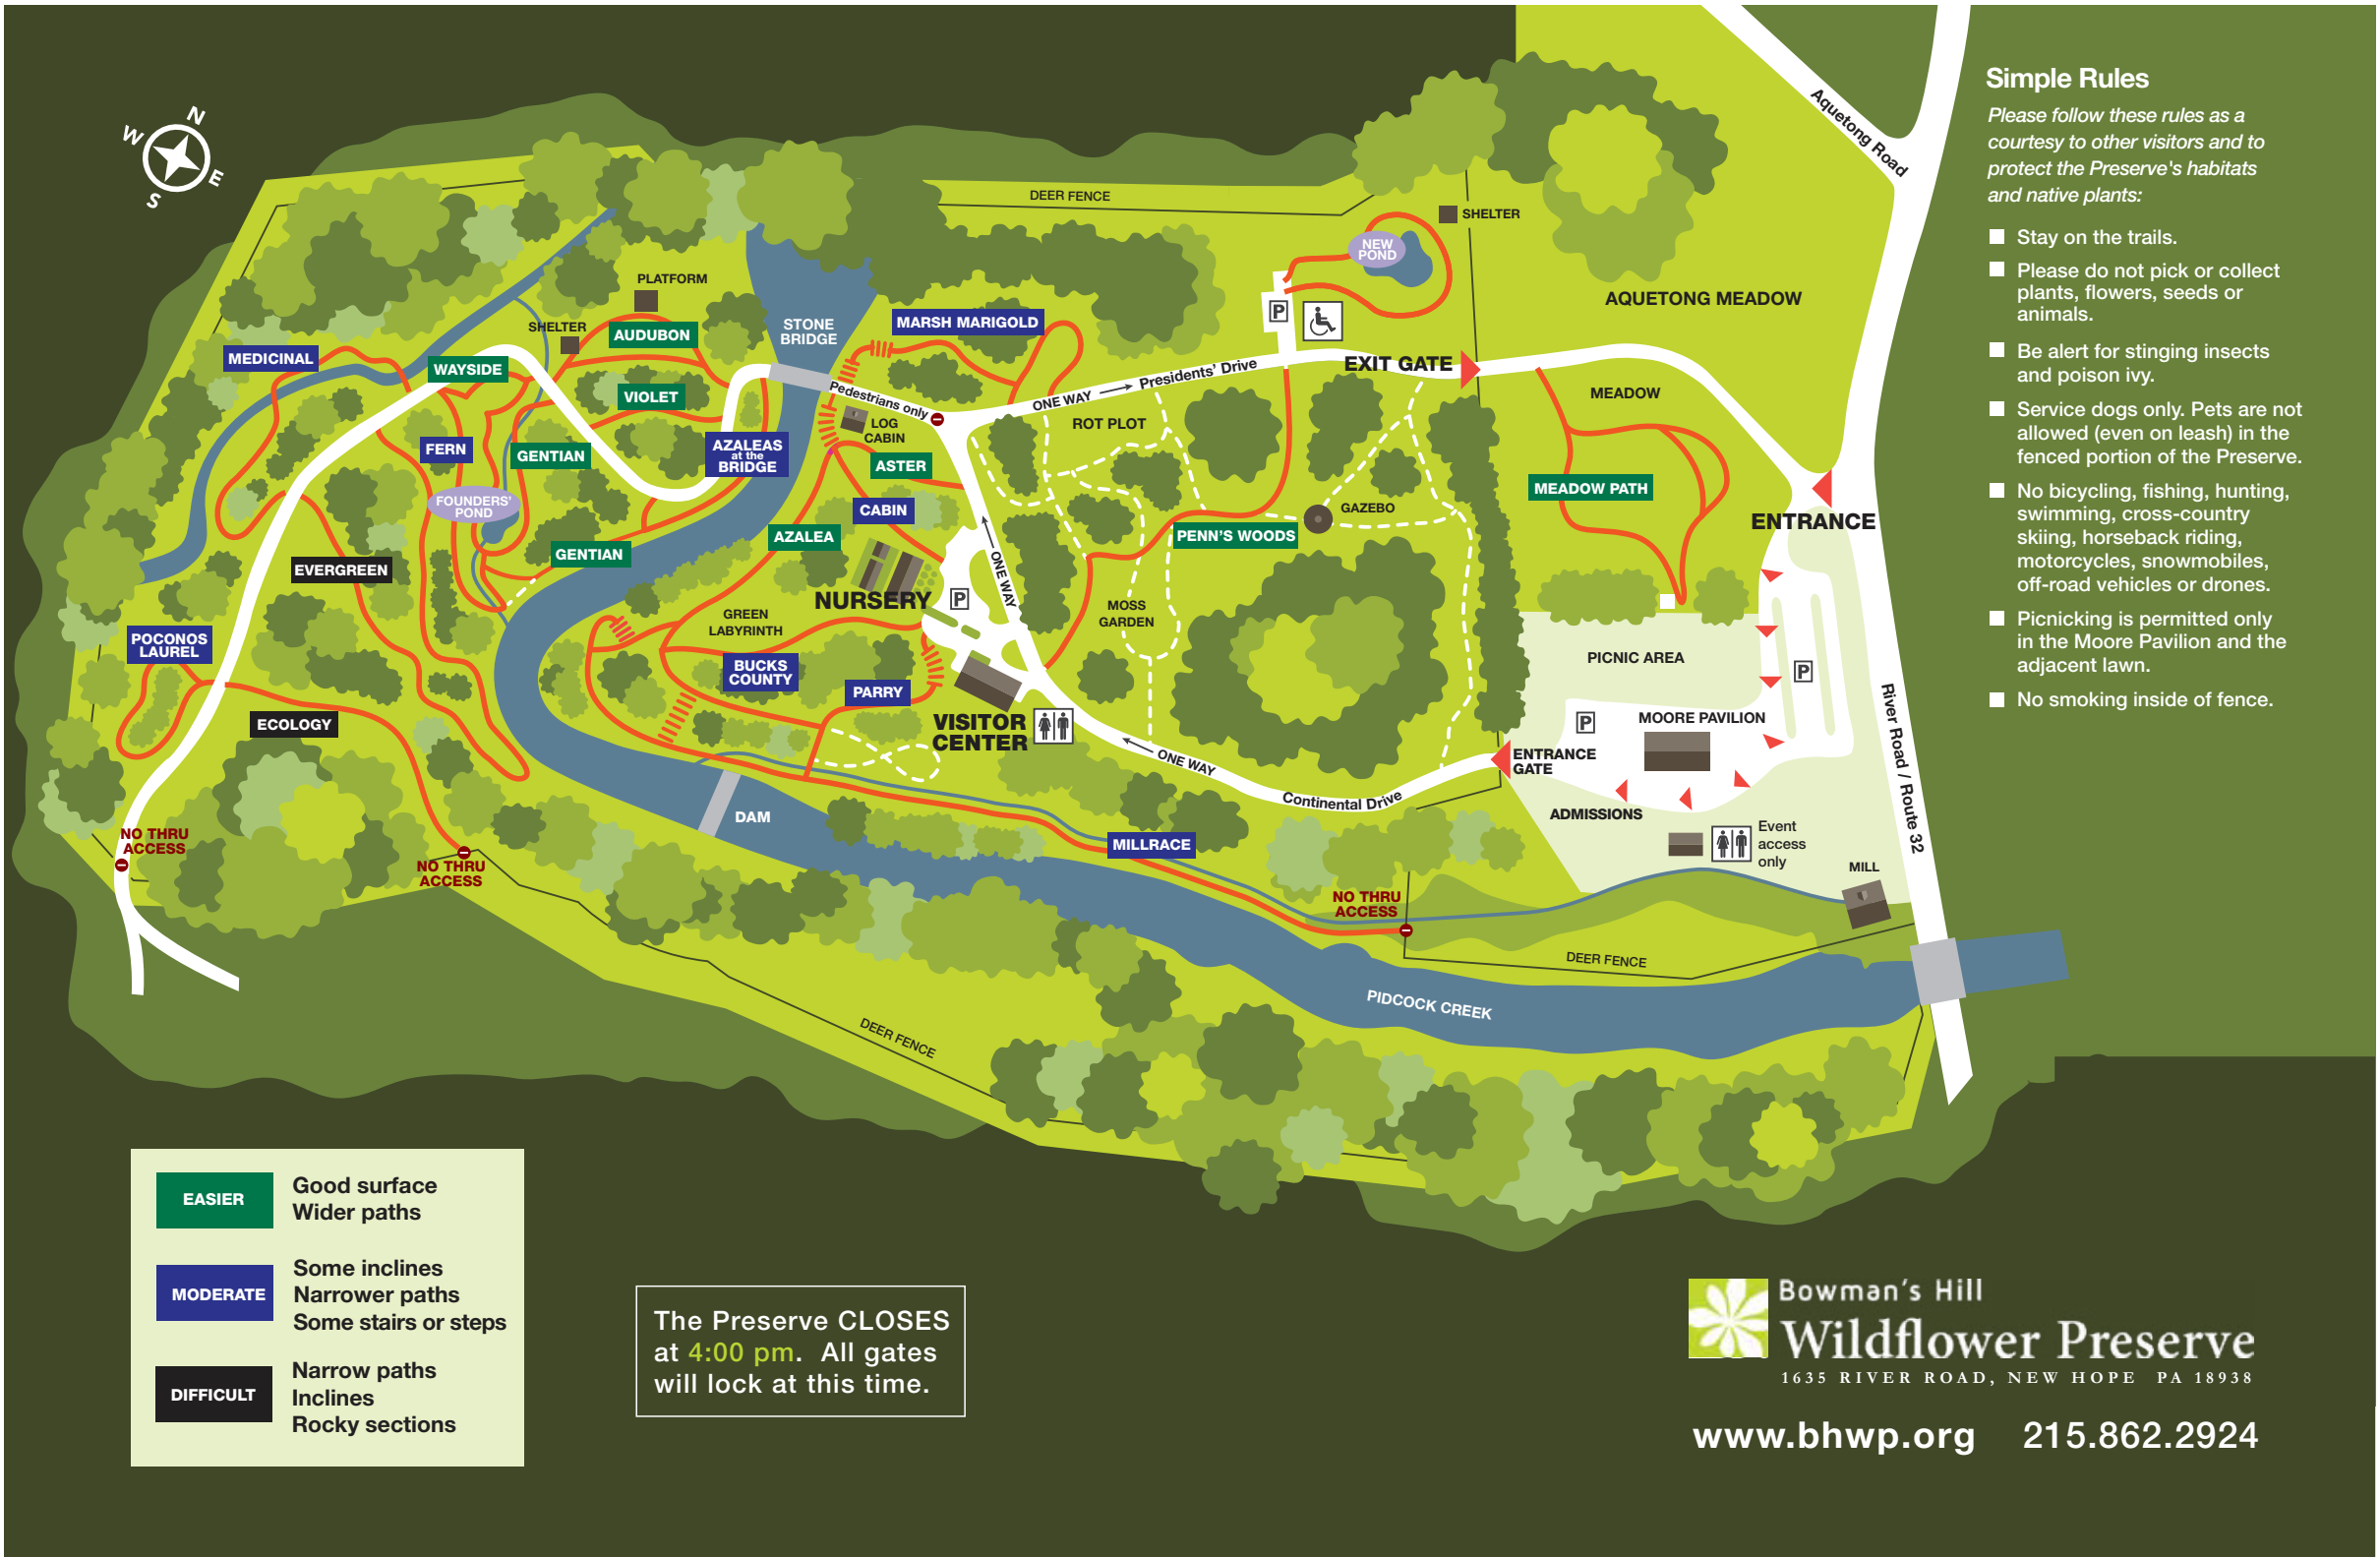 N
W
E
S
Simple Rules
Please follow these rules as a
courtesy to other visitors and to
protect the Preserve's habitats
and native plants:
Stay on the trails.
Please do not pick or collect
plants, flowers, seeds or
animals.
Be alert for stinging insects
and poison ivy.
Service dogs only. Pets are not
allowed (even on leash) in the
fenced portion of the Preserve.
No bicycling, fishing, hunting,
swimming, cross-country
skiing, horseback riding,
motorcycles, snowmobiles,
off-road vehicles or drones.
Picnicking is permitted only
in the Moore Pavilion and the
adjacent lawn.
No smoking inside of fence.
Aquetong Road
DEER FENCE
SHELTER
NEW
POND
AQUETONG MEADOW
PLATFORM
SHELTER
AUDUBON
STONE
BRIDGE
MARSH MARIGOLD
P
MEDICINAL
WAYSIDE
EXIT GATE
Presidents' Drive
ONE WAY
Pedestrians only
MEADOW
VIOLET
LOG
CABIN
ROT PLOT
FERN
GENTIAN
AZALEAS
at the
BRIDGE
ASTER
MEADOW PATH
FOUNDERS'
POND
CABIN
GAZEBO
ENTRANCE
AZALEA
PENN'S WOODS
GENTIAN
EVERGREEN
ONE WAY
NURSERY
P
GREEN
LABYRINTH
MOSS
GARDEN
POCONOS
LAUREL
BUCKS
COUNTY
PARRY
PICNIC AREA
P
ECOLOGY
VISITOR
CENTER
P
MOORE PAVILION
River Road / Route 32
ONE WAY
ENTRANCE
GATE
Continental Drive
DAM
ADMISSIONS
Event
access
only
NO THRU
ACCESS
NO THRU
ACCESS
MILLRACE
MILL
NO THRU
ACCESS
DEER FENCE
PIDCOCK CREEK
DEER FENCE
EASIER
Good surface
Wider paths
MODERATE
Some inclines
Narrower paths
Some stairs or steps
DIFFICULT
Narrow paths
Inclines
Rocky sections
The Preserve CLOSES
at 4:00 pm. All gates
will lock at this time.
Bowman's Hill
Wildflower Preserve
1635 RIVER ROAD, NEW HOPE PA 18938
www.bhwp.org 215.862.2924